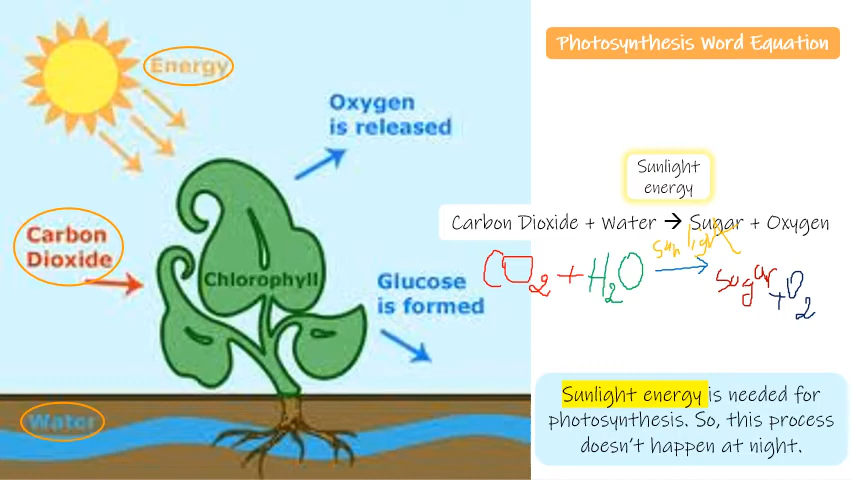 Energy
Oxygen
is released
Carbon
Dioxide
Chlorophyll
Glucose
is formed
Water
Photosynthesis Word Equation
Sunlight
energy
Carbon Dioxide + Water → Sugar + Oxygen
sun light
CO2 + H2O → sugar + O2
Sunlight energy is needed for
photosynthesis. So, this process
doesn't happen at night.